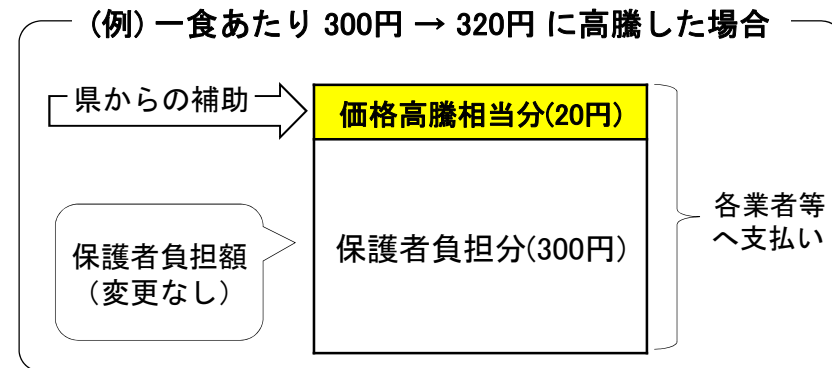 (例) 一食あたり 300円 → 320円 に高騰した場合
県からの補助
価格高騰相当分(20円)
保護者負担額
（変更なし）
保護者負担分(300円)
各業者等
へ支払い